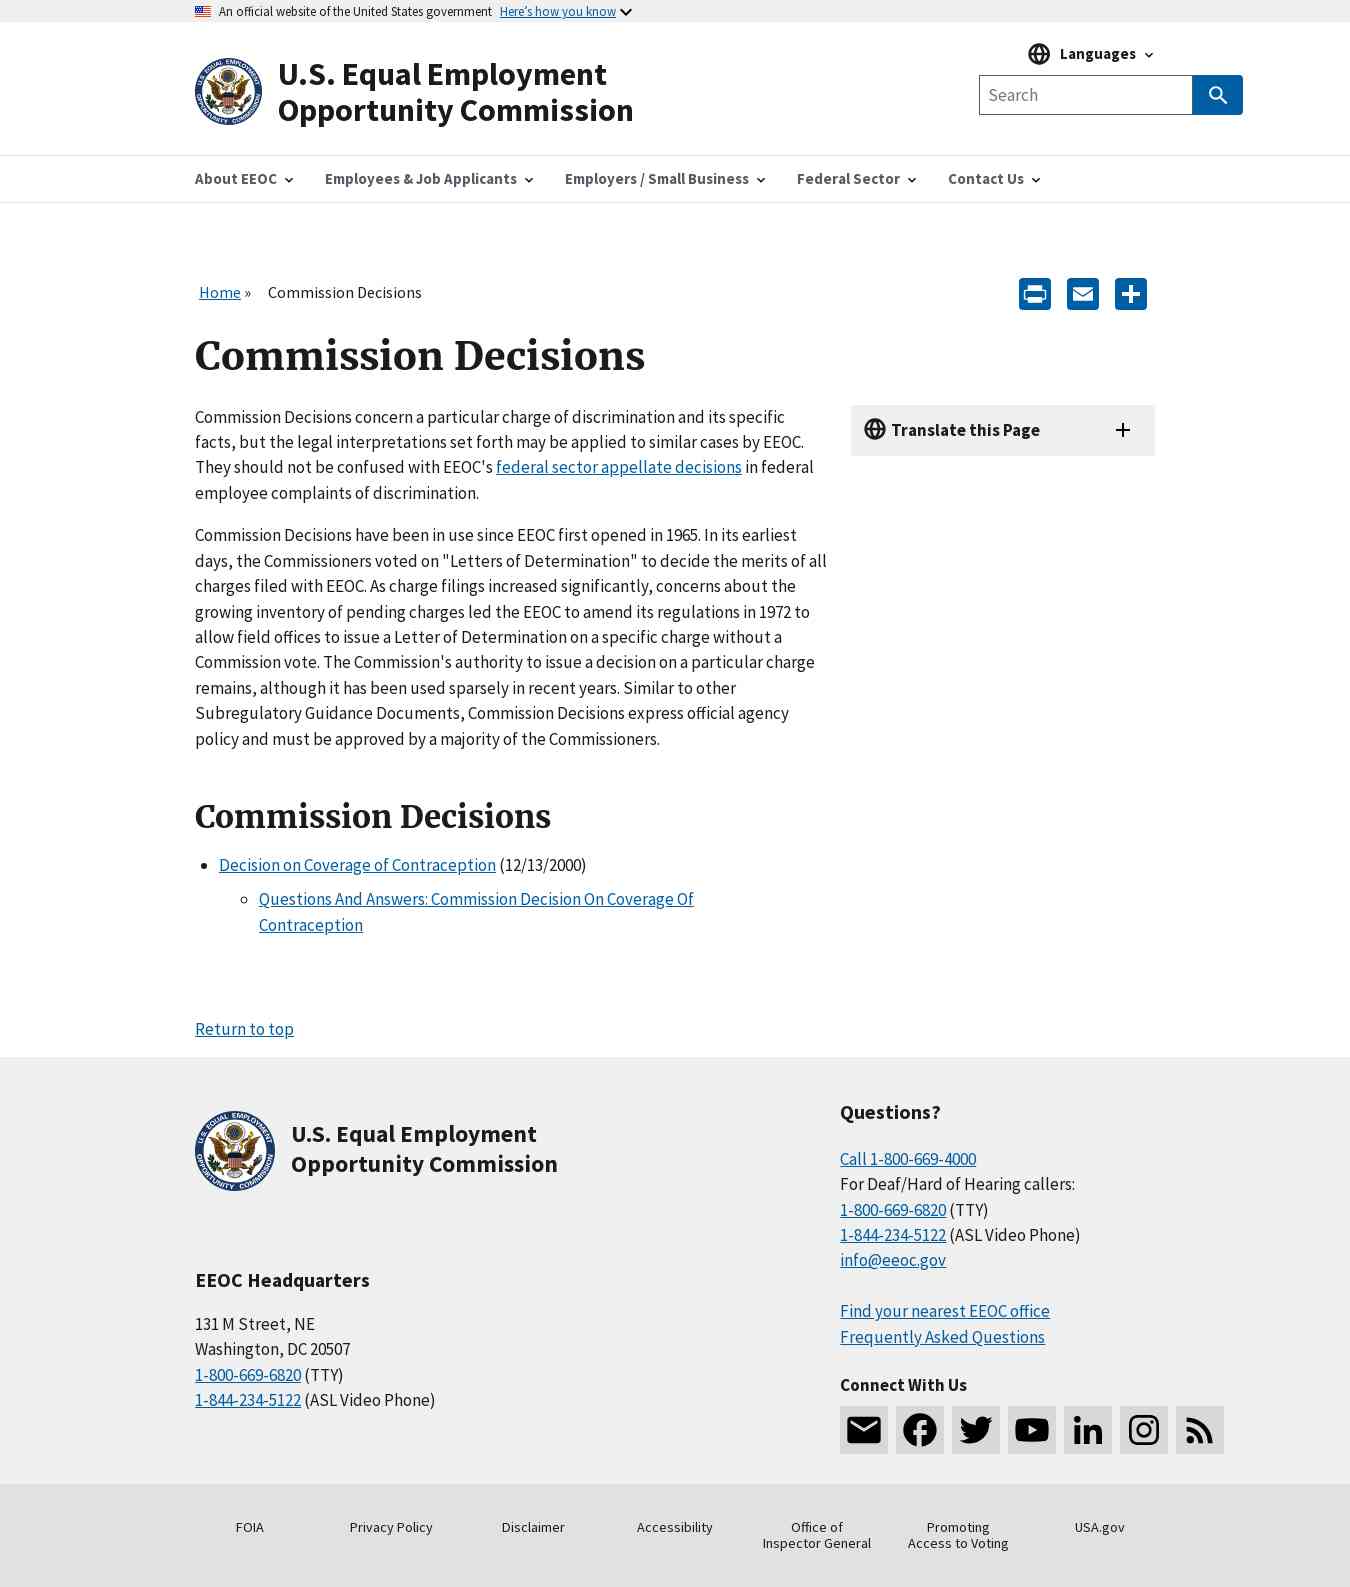 An official website of the United States government Here's how you know
Languages
U.S. Equal Employment
Opportunity Commission
Search
About EEOC
Employees & Job Applicants
Employers / Small Business
Federal Sector
Contact Us
Home » Commission Decisions
Commission Decisions
Commission Decisions concern a particular charge of discrimination and its specific
facts, but the legal interpretations set forth may be applied to similar cases by EEOC.
They should not be confused with EEOC's federal sector appellate decisions in federal
employee complaints of discrimination.
Translate this Page
Commission Decisions have been in use since EEOC first opened in 1965. In its earliest
days, the Commissioners voted on "Letters of Determination" to decide the merits of all
charges filed with EEOC. As charge filings increased significantly, concerns about the
growing inventory of pending charges led the EEOC to amend its regulations in 1972 to
allow field offices to issue a Letter of Determination on a specific charge without a
Commission vote. The Commission's authority to issue a decision on a particular charge
remains, although it has been used sparsely in recent years. Similar to other
Subregulatory Guidance Documents, Commission Decisions express official agency
policy and must be approved by a majority of the Commissioners.
Commission Decisions
Decision on Coverage of Contraception (12/13/2000)
Questions And Answers: Commission Decision On Coverage Of
Contraception
Return to top
U.S. Equal Employment
Opportunity Commission
EEOC Headquarters
131 M Street, NE
Washington, DC 20507
1-800-669-6820 (TTY)
1-844-234-5122 (ASL Video Phone)
Questions?
Call 1-800-669-4000
For Deaf/Hard of Hearing callers:
1-800-669-6820 (TTY)
1-844-234-5122 (ASL Video Phone)
info@eeoc.gov
Find your nearest EEOC office
Frequently Asked Questions
Connect With Us
FOIA
Privacy Policy
Disclaimer
Accessibility
Office of
Inspector General
Promoting
Access to Voting
USA.gov